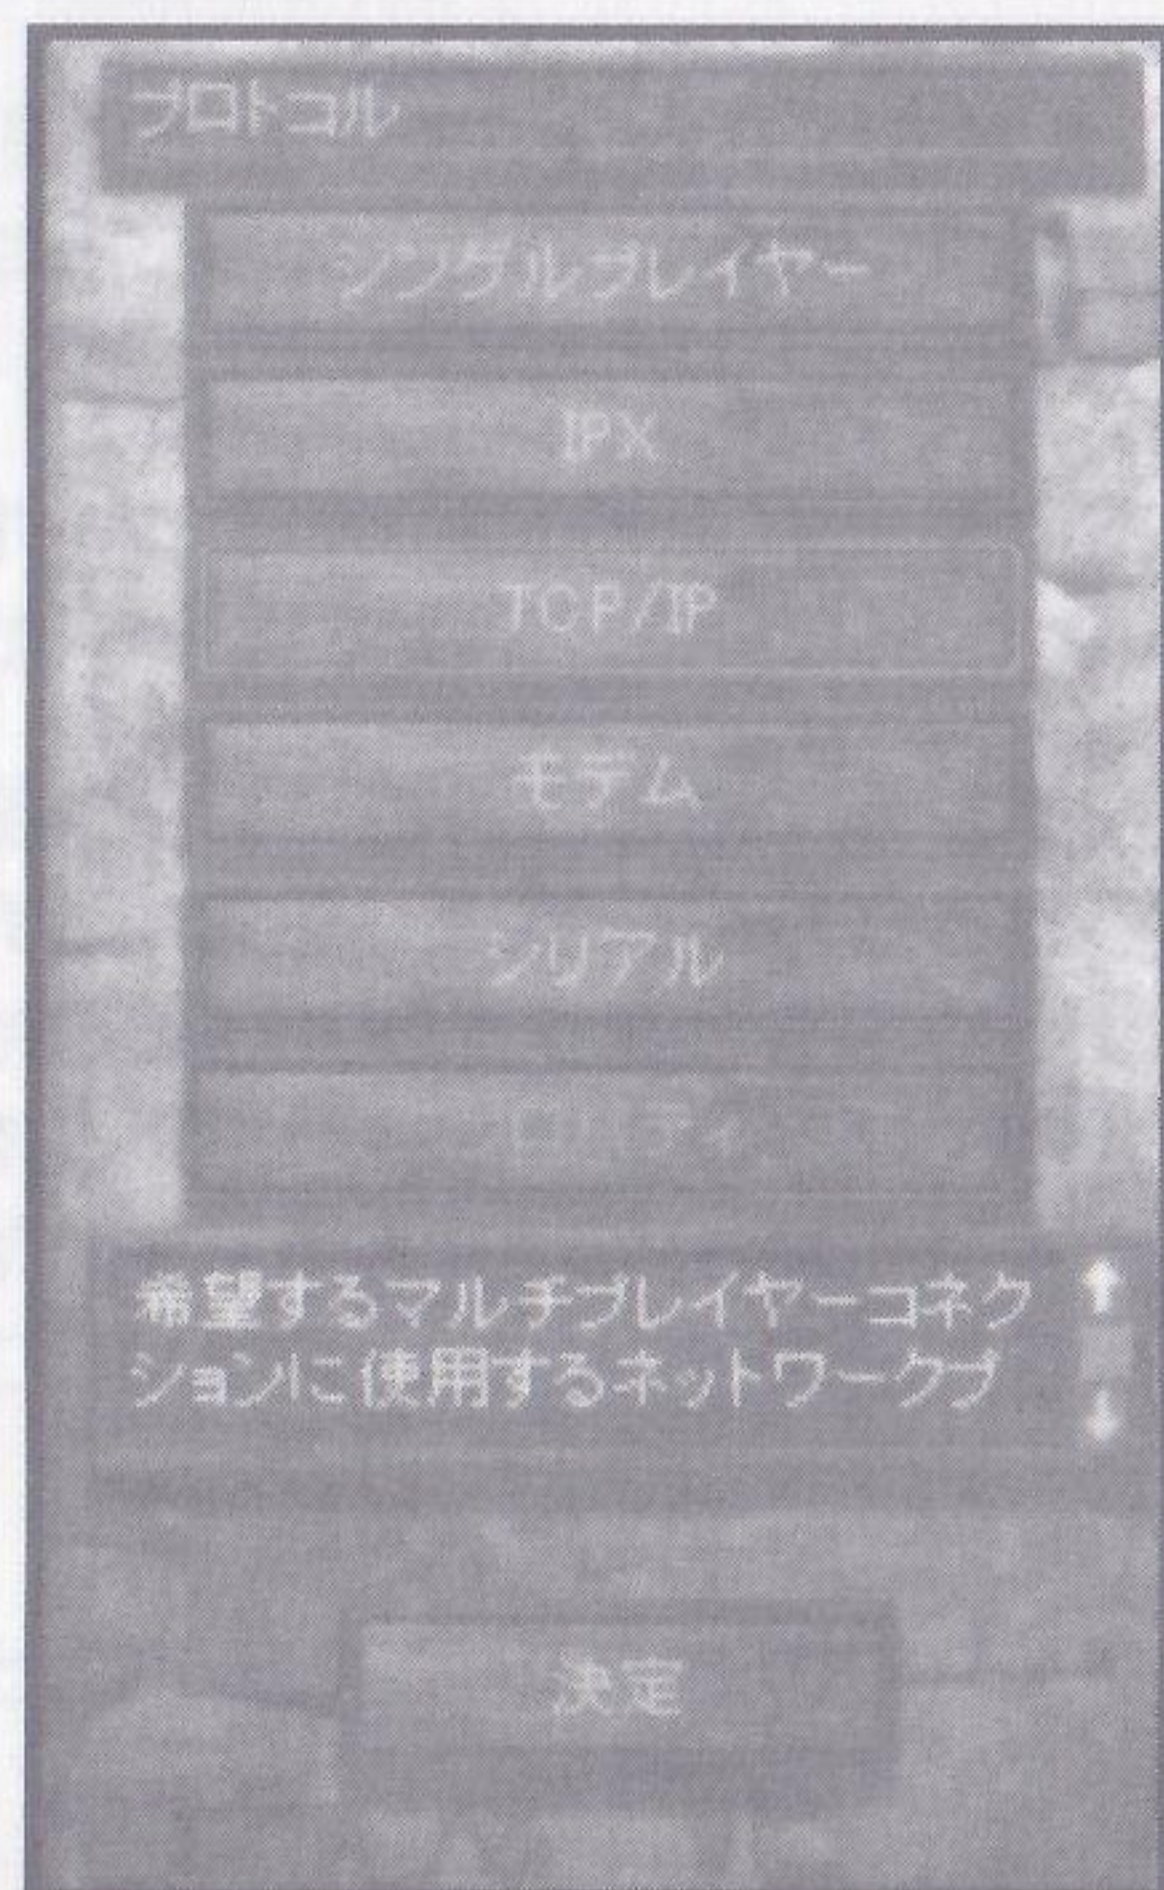 プロトコル
シングルプレイヤー
IPX
TCP/IP
モデム
シリアル
希望するマルチプレイヤーコネク
ションに使用するネットワークプ
決定